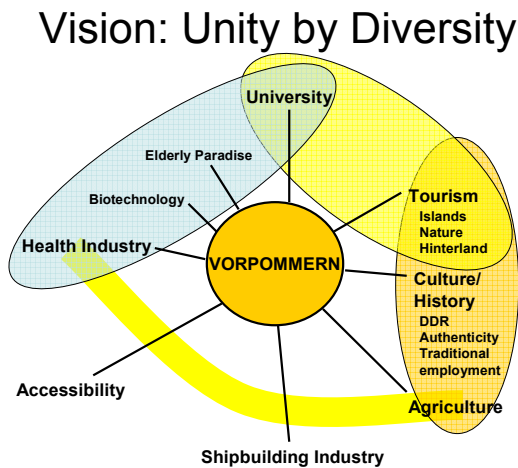 Vision: Unity by Diversity
University
Elderly Paradise
Biotechnology
Health Industry
VORPOMMERN
Tourism
Islands
Nature
Hinterland
Culture/
History
DDR
Authenticity
Traditional
employment
Accessibility
Agriculture
Shipbuilding Industry